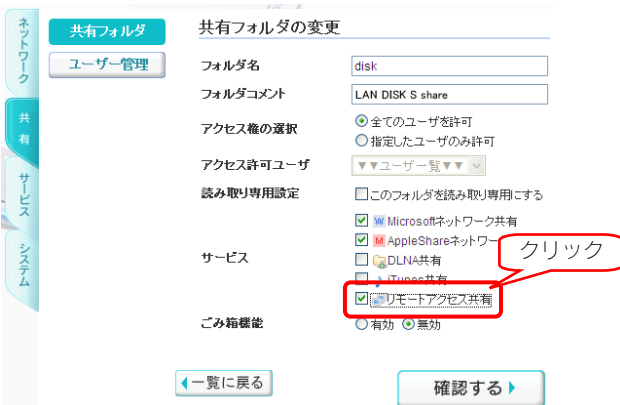 ネットワーク
共有
サービス
システム
共有フォルダ
ユーザー管理
共有フォルダの変更
フォルダ名 disk
フォルダコメント LAN DISK S share
アクセス権の選択 全てのユーザを許可
指定したユーザのみ許可
アクセス許可ユーザ ▼▼ユーザー覧▼▼
読み取り専用設定 このフォルダを読み取り専用にする
Microsoftネットワーク共有
AppleShareネットワー
クリック
サービス DLNA共有
iTunes共有
リモートアクセス共有
ごみ箱機能 有効 無効
一覧に戻る 確認する